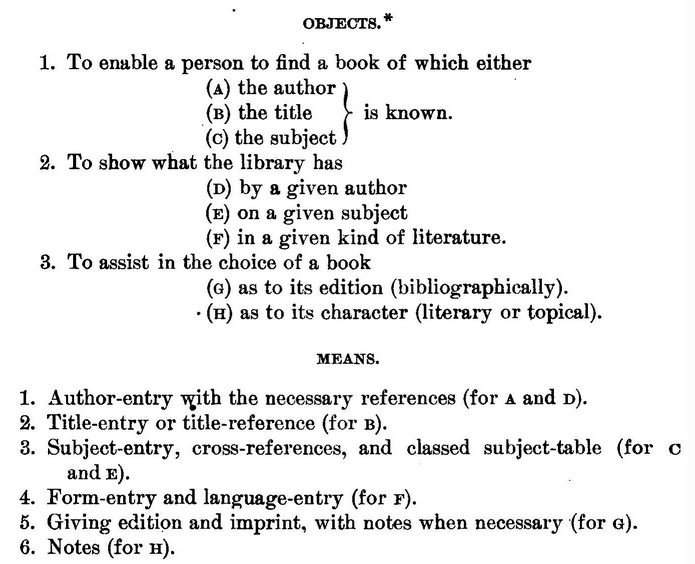 OBJECTS.*
1. To enable a person to find a book of which either
(A) the author
(B) the title } is known.
(C) the subject
2. To show what the library has
(D) by a given author
(E) on a given subject
(F) in a given kind of literature.
3. To assist in the choice of a book
(G) as to its edition (bibliographically).
(H) as to its character (literary or topical).
MEANS.
1. Author-entry with the necessary references (for A and D).
2. Title-entry or title-reference (for B).
3. Subject-entry, cross-references, and classed subject-table (for C
and E).
4. Form-entry and language-entry (for F).
5. Giving edition and imprint, with notes when necessary (for G).
6. Notes (for H).